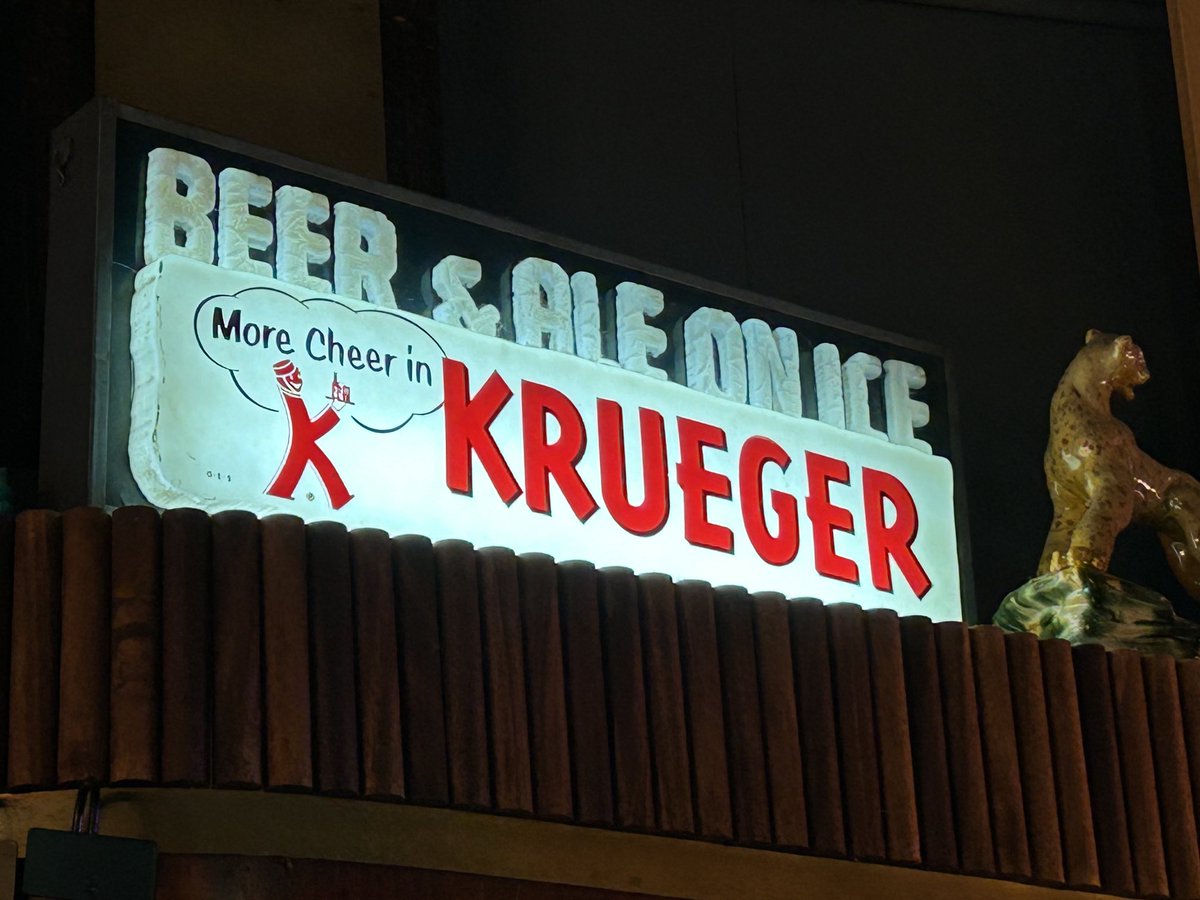 BEER & ALE ON ICE
More Cheer in
K KRUEGER